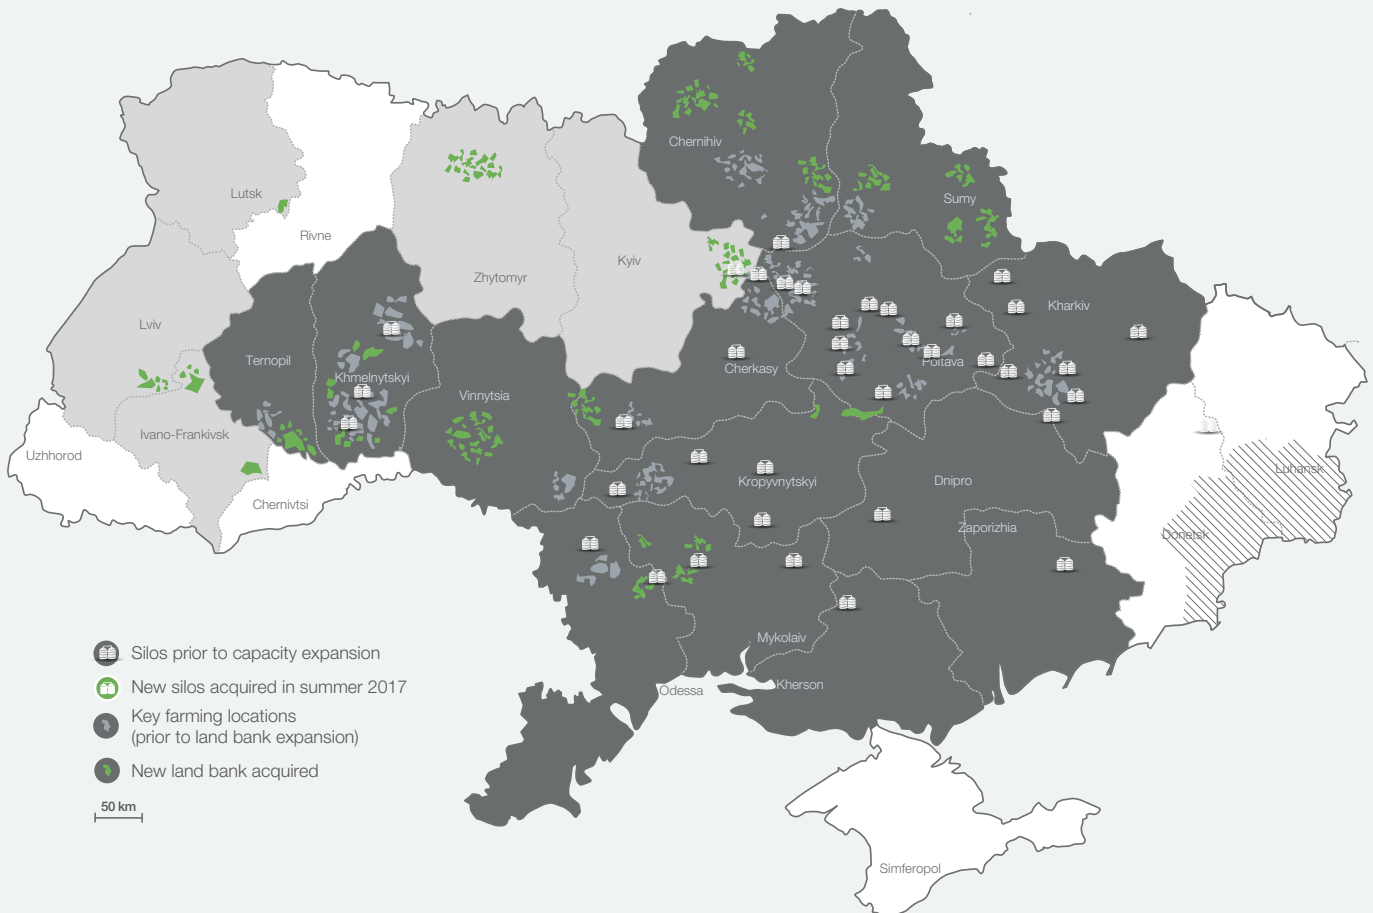 Chernihiv
Sumy
Lutsk
Rivne
Zhytomyr
Kyiv
Kharkiv
Lviv
Ternopil
Khmelnytskyi
Vinnytsia
Cherkasy
Poltava
Ivano-Frankivsk
Uzhhorod
Chernivtsi
Kropyvnytskyi
Dnipro
Luhansk
Zaporizhia
Donetsk
Mykolaiv
Odessa
Kherson
Simferopol
Silos prior to capacity expansion
New silos acquired in summer 2017
Key farming locations
(prior to land bank expansion)
New land bank acquired
50 km